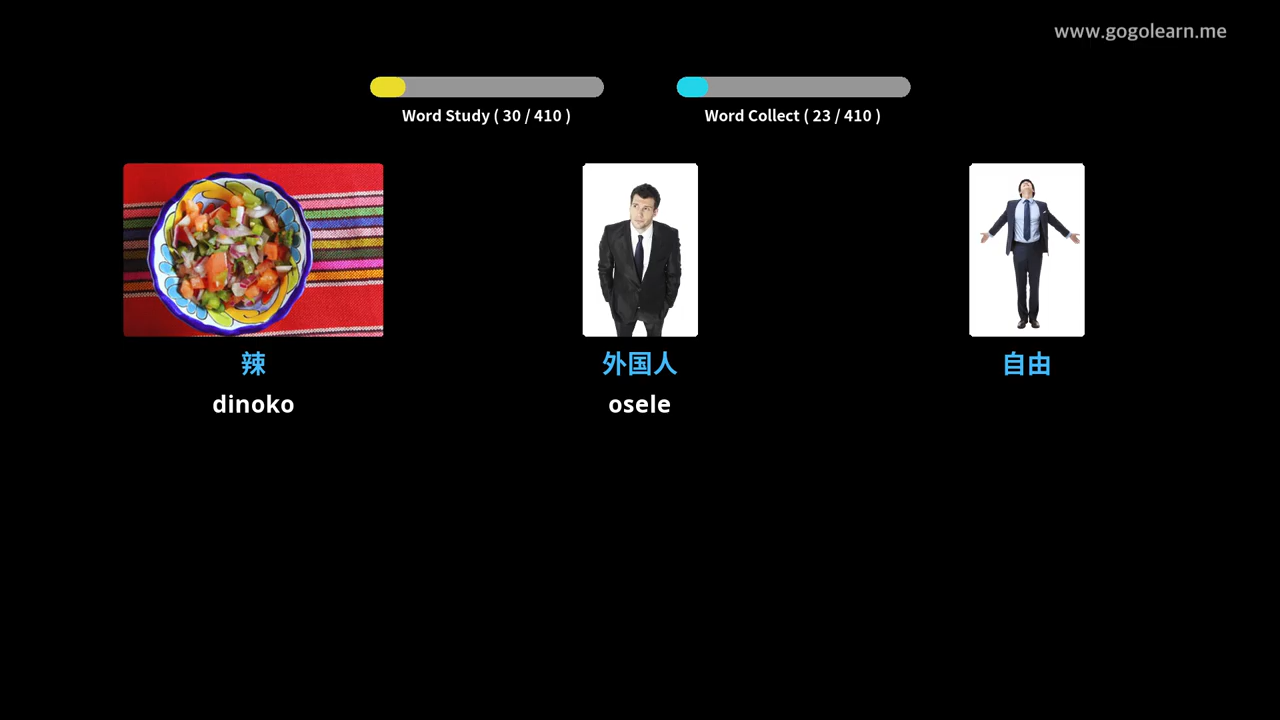 www.gogolearn.me
Word Study ( 30 / 410 )
Word Collect ( 23 / 410 )
辣
外国人
自由
dinoko
osele